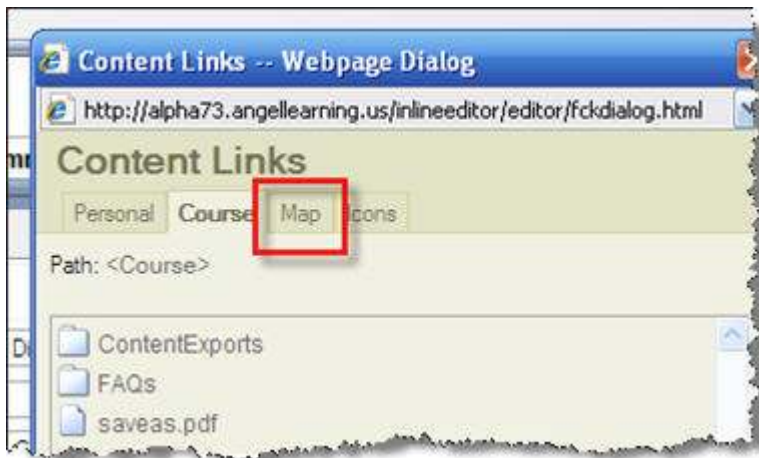 Content Links -- Webpage Dialog
http://alpha73.angellearning.us/inlineeditor/editor/fckdialog.html
Content Links
Personal Course Map Icons
Path: <Course>
ContentExports
FAQs
saveas.pdf